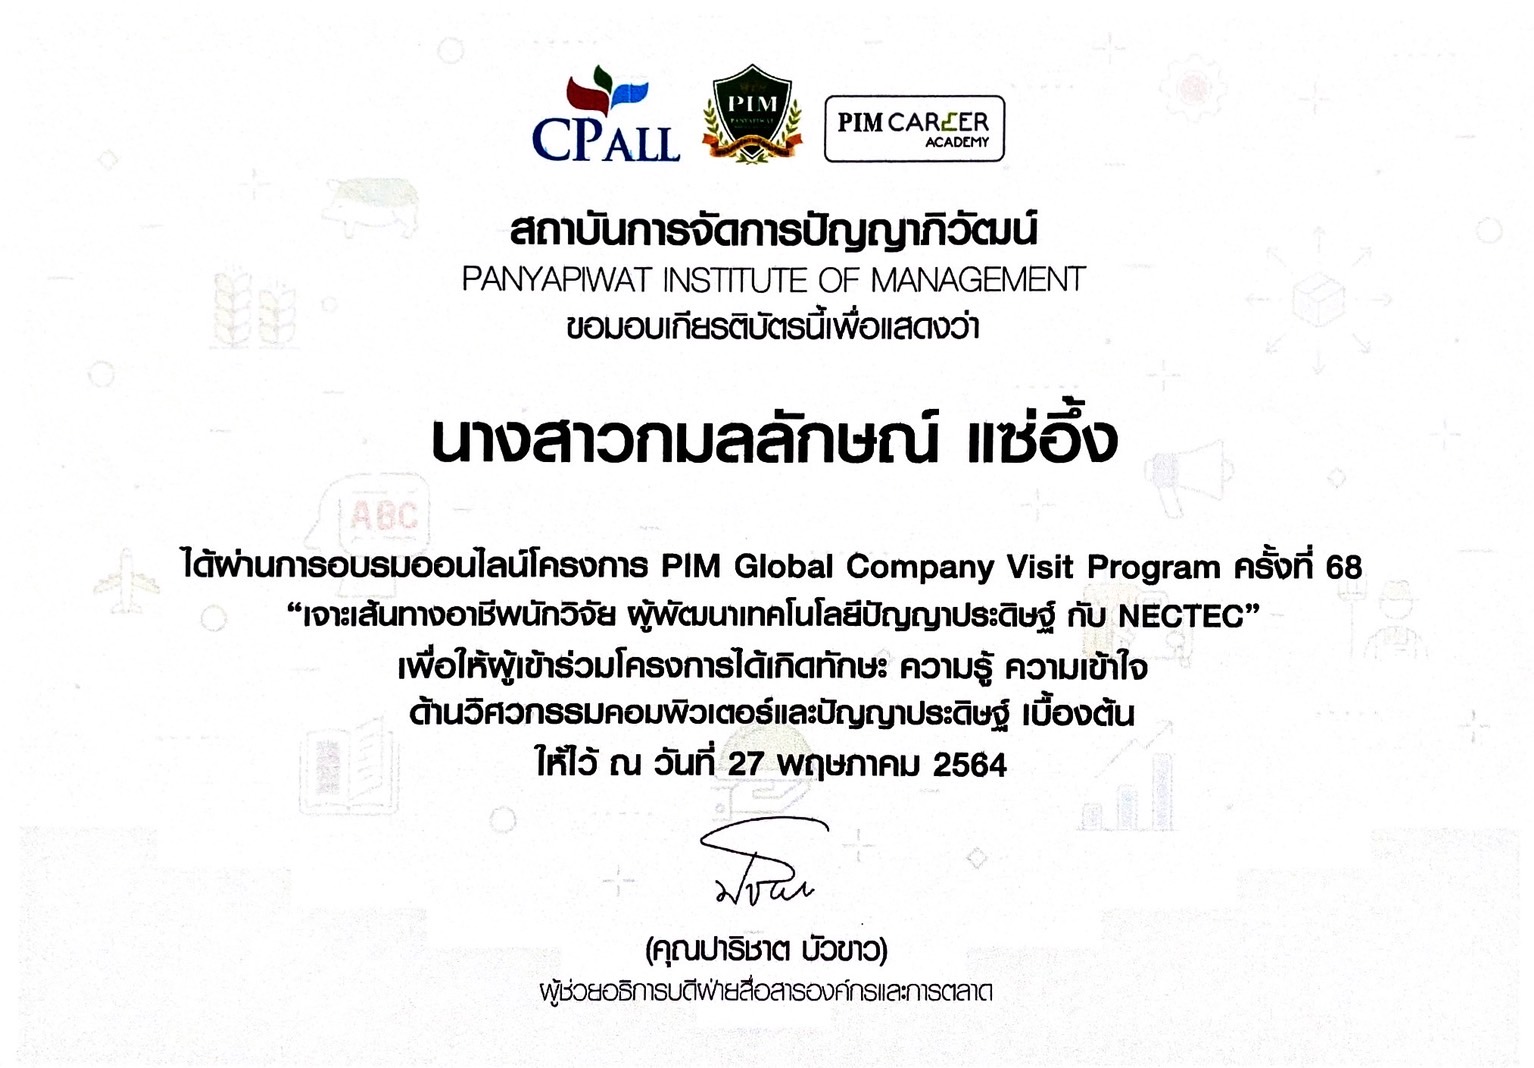 CPALL
PIM
PANYAPIWAT
PIM CAREER
ACADEMY
สถาบันการจัดการปัญญาภิวัฒน์
PANYAPIWAT INSTITUTE OF MANAGEMENT
ขอมอบเกียรติบัตรนี้เพื่อแสดงว่า
นางสาวกมลลักษณ์ แซ่อึ้ง
ABC
ได้ผ่านการอบรมออนไลน์โครงการ PIM Global Company Visit Program ครั้งที่ 68
“เจาะเส้นทางอาชีพนักวิจัย ผู้พัฒนาเทคโนโลยีปัญญาประดิษฐ์ กับ NECTEC”
เพื่อให้ผู้เข้าร่วมโครงการได้เกิดทักษะ ความรู้ ความเข้าใจ
ด้านวิศวกรรมคอมพิวเตอร์และปัญญาประดิษฐ์ เบื้องต้น
ให้ไว้ ณ วันที่ 27 พฤษภาคม 2564
(คุณปาริชาต บัวขาว)
ผู้ช่วยอธิการบดีฝ่ายสื่อสารองค์กรและการตลาด